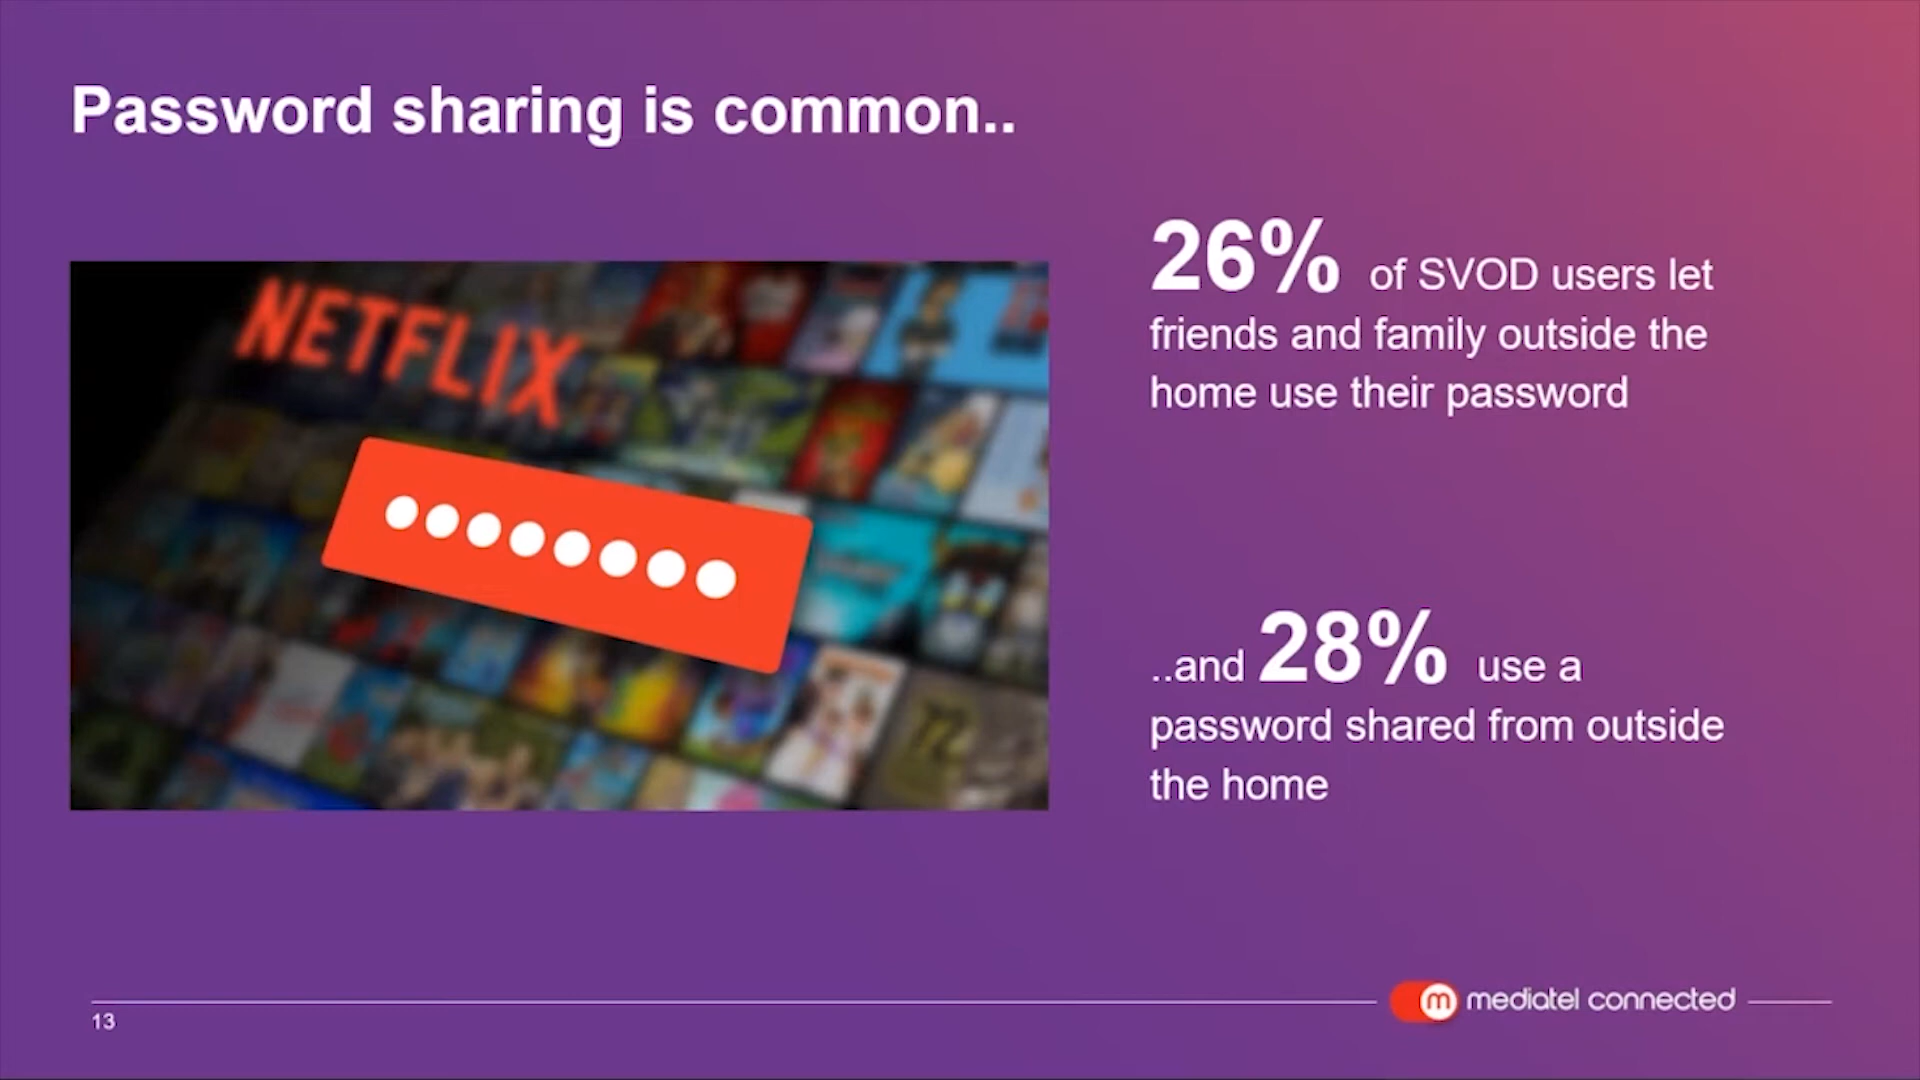 Password sharing is common..
NETFLIX
26% of SVOD users let
friends and family outside the
home use their password
..and 28% use a
password shared from outside
the home
13
m mediatel connected